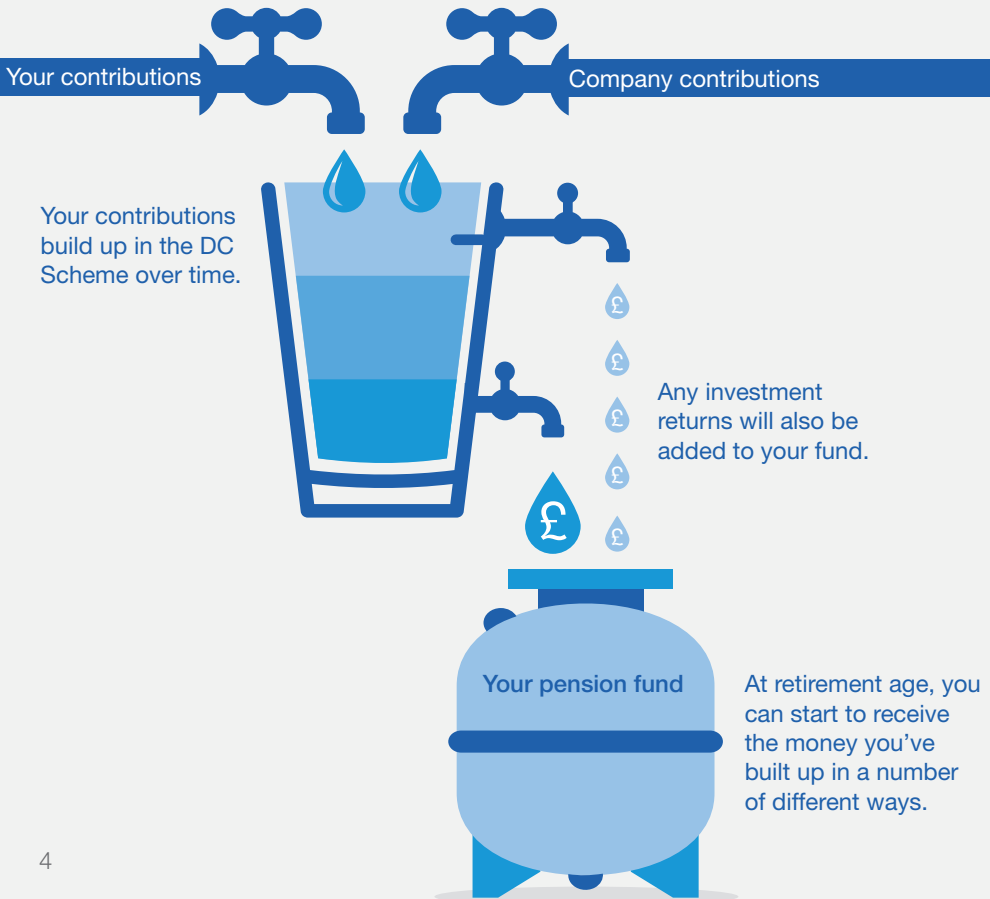 Your contributions
Company contributions
Your contributions
build up in the DC
Scheme over time.
£
£
£
£
£
£
Any investment
returns will also be
added to your fund.
Your pension fund
At retirement age, you
can start to receive
the money you’ve
built up in a number
of different ways.
4